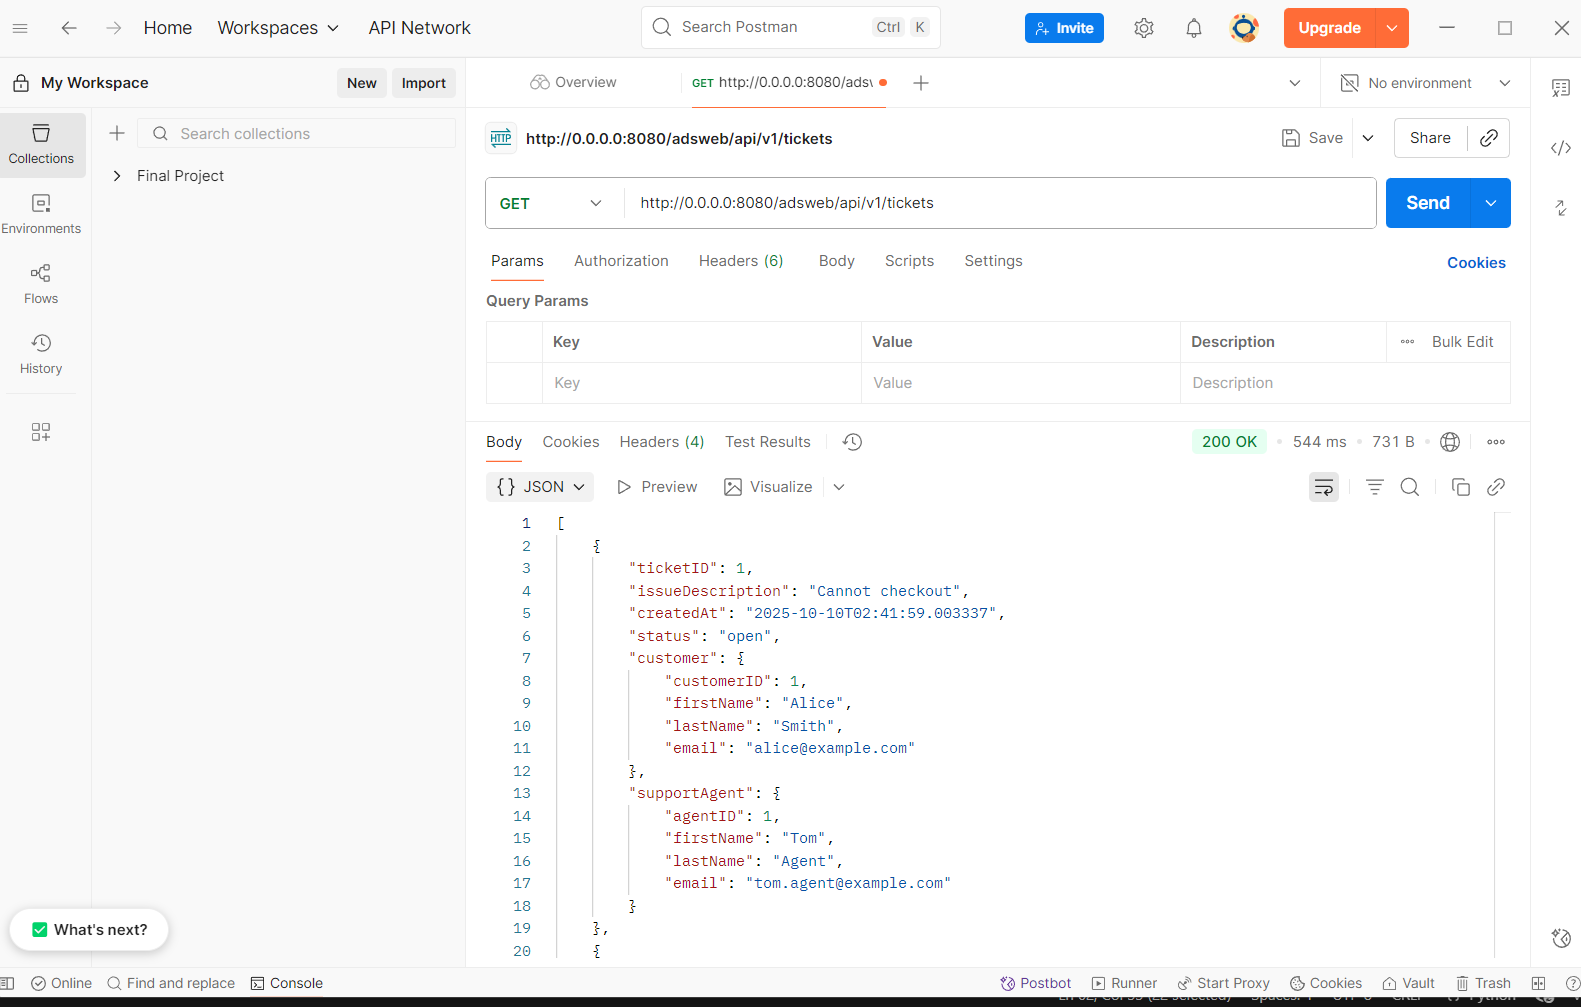 Home Workspaces API Network Search Postman Ctrl K Invite Upgrade
My Workspace New Import Overview GET http://0.0.0.0:8080/ads No environment
Collections
Search collections
Final Project
Environments
Flows
History
http://0.0.0.0:8080/adsweb/api/v1/tickets Save Share
GET http://0.0.0.0:8080/adsweb/api/v1/tickets Send
Params Authorization Headers (6) Body Scripts Settings Cookies
Query Params
Key Value Description Bulk Edit
Key Value Description
Body Cookies Headers (4) Test Results 200 OK 544 ms 731 B
{} JSON Preview Visualize
1 [
2 {
3 "ticketID": 1,
4 "issueDescription": "Cannot checkout",
5 "createdAt": "2025-10-10T02:41:59.003337",
6 "status": "open",
7 "customer": {
8 "customerID": 1,
9 "firstName": "Alice",
10 "lastName": "Smith",
11 "email": "alice@example.com"
12 },
13 "supportAgent": {
14 "agentID": 1,
15 "firstName": "Tom",
16 "lastName": "Agent",
17 "email": "tom.agent@example.com"
18 }
19 },
20 {
What's next?
Online Find and replace Console Postbot Runner Start Proxy Cookies Vault Trash